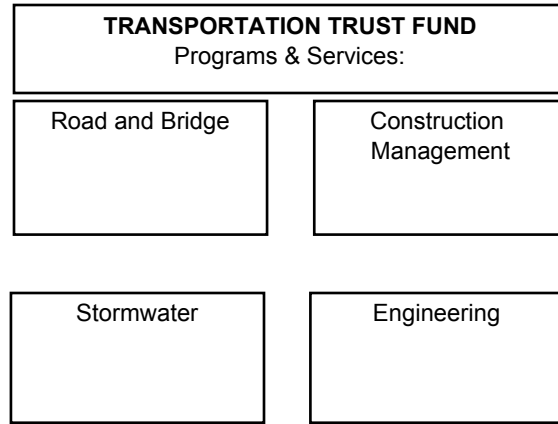 TRANSPORTATION TRUST FUND
Programs & Services:
Road and Bridge
Construction
Management
Stormwater
Engineering